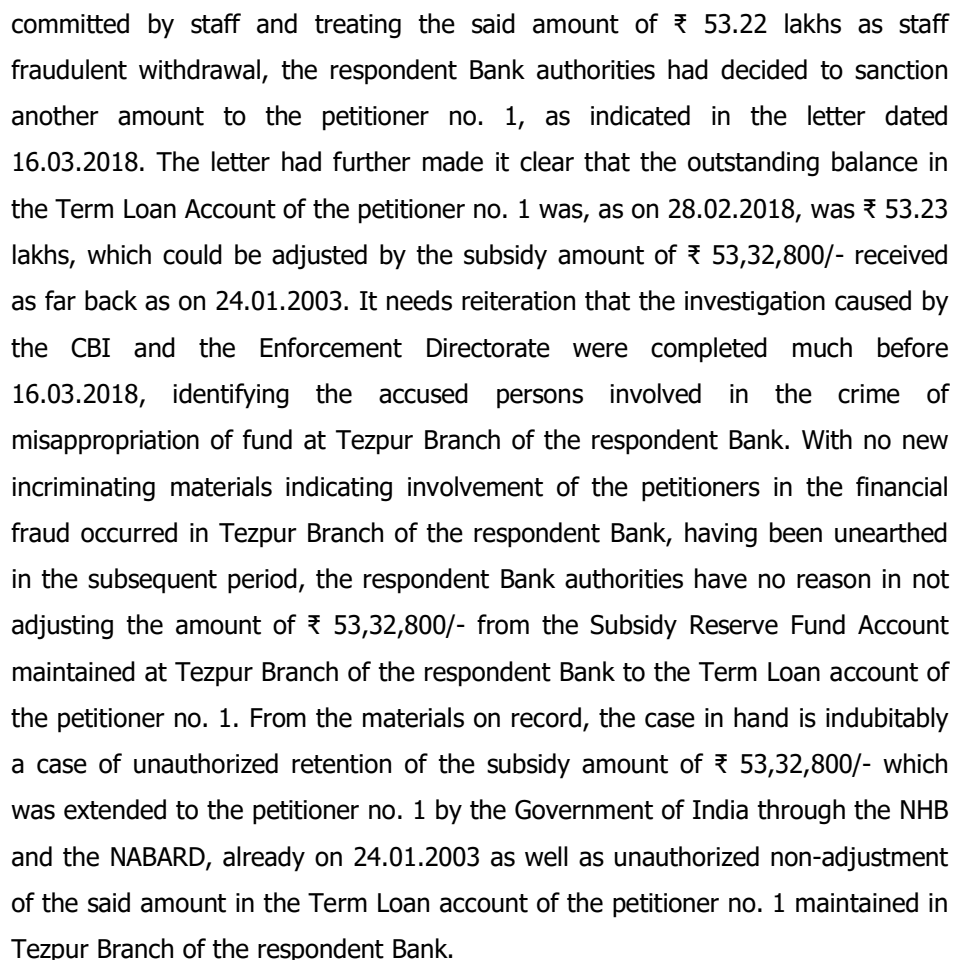 committed by staff and treating the said amount of ₹ 53.22 lakhs as staff
fraudulent withdrawal, the respondent Bank authorities had decided to sanction
another amount to the petitioner no. 1, as indicated in the letter dated
16.03.2018. The letter had further made it clear that the outstanding balance in
the Term Loan Account of the petitioner no. 1 was, as on 28.02.2018, was ₹ 53.23
lakhs, which could be adjusted by the subsidy amount of ₹ 53,32,800/- received
as far back as on 24.01.2003. It needs reiteration that the investigation caused by
the CBI and the Enforcement Directorate were completed much before
16.03.2018, identifying the accused persons involved in the crime of
misappropriation of fund at Tezpur Branch of the respondent Bank. With no new
incriminating materials indicating involvement of the petitioners in the financial
fraud occurred in Tezpur Branch of the respondent Bank, having been unearthed
in the subsequent period, the respondent Bank authorities have no reason in not
adjusting the amount of ₹ 53,32,800/- from the Subsidy Reserve Fund Account
maintained at Tezpur Branch of the respondent Bank to the Term Loan account of
the petitioner no. 1. From the materials on record, the case in hand is indubitably
a case of unauthorized retention of the subsidy amount of ₹ 53,32,800/- which
was extended to the petitioner no. 1 by the Government of India through the NHB
and the NABARD, already on 24.01.2003 as well as unauthorized non-adjustment
of the said amount in the Term Loan account of the petitioner no. 1 maintained in
Tezpur Branch of the respondent Bank.